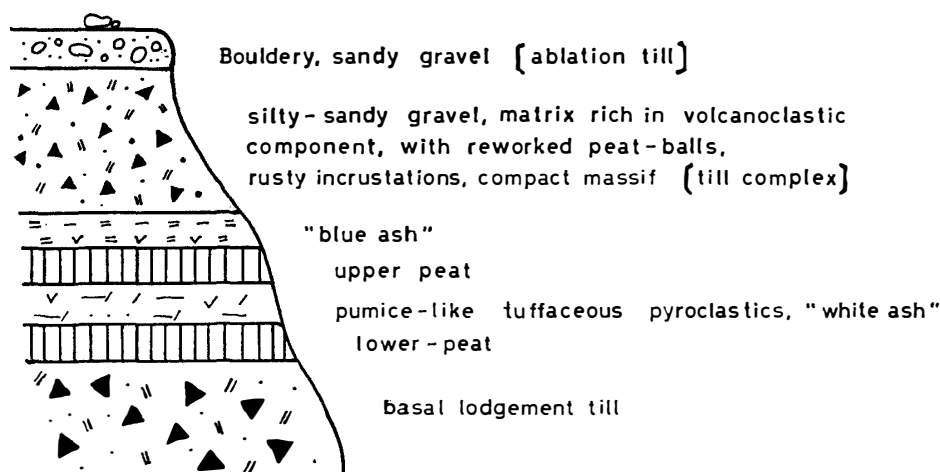 Bouldery, sandy gravel [ablation till]
silty-sandy gravel, matrix rich in volcanoclastic
component, with reworked peat-balls,
rusty incrustations, compact massif [till complex]
"blue ash"
upper peat
pumice-like tuffaceous pyroclastics, "white ash"
lower-peat
basal lodgement till